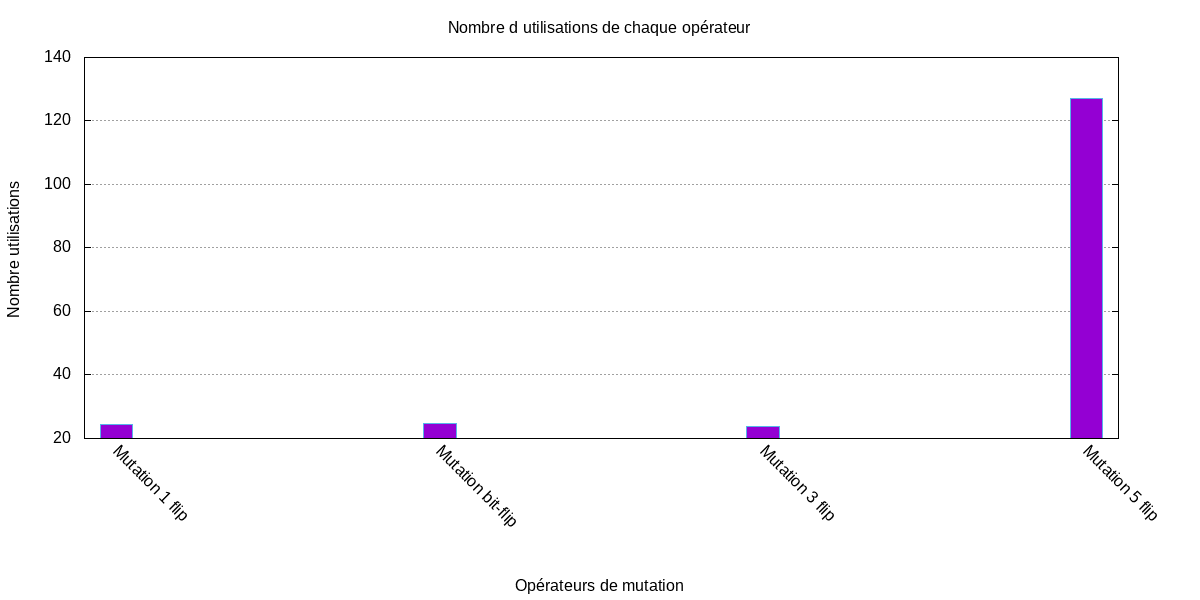 Nombre d utilisations de chaque opérateur
140
120
100
80
60
40
20
Nombre utilisations
Mutation 1 flip
Mutation bit-flip
Mutation 3 flip
Mutation 5 flip
Opérateurs de mutation